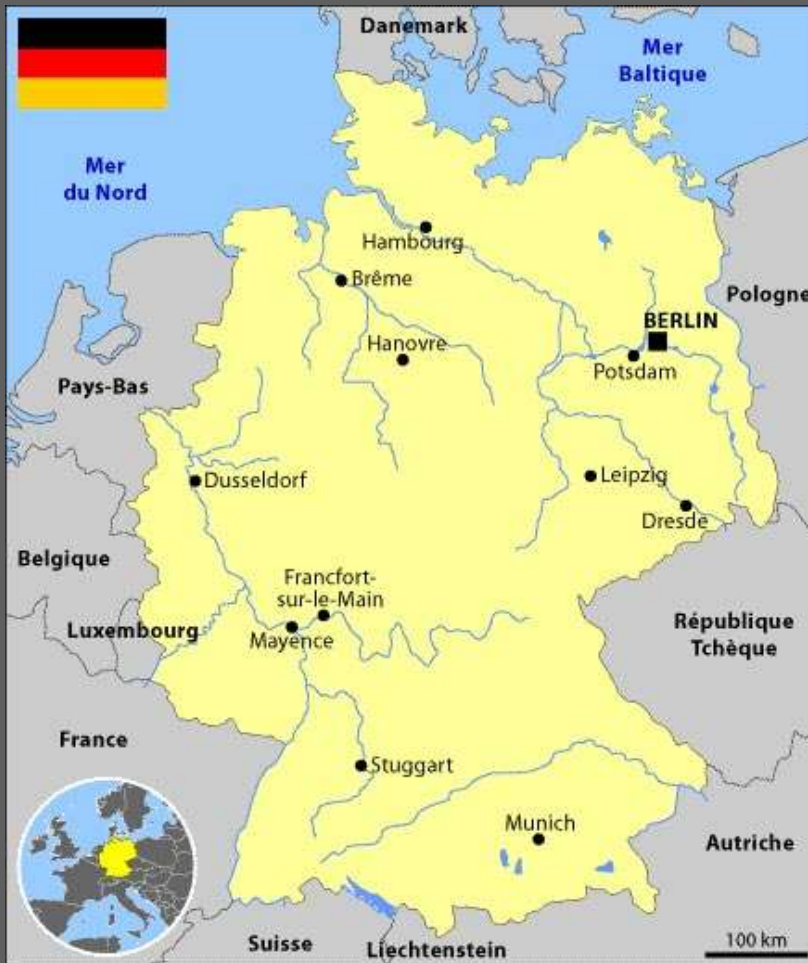 Danemark
Mer
Baltique
Mer
du Nord
Hambourg
Brême
Pologne
BERLIN
Hanovre
Potsdam
Pays-Bas
Leipzig
Dusseldorf
Dresde
Belgique
Francfort-
sur-le-Main
Luxembourg
Mayence
République
Tchèque
France
Stuggart
Munich
Autriche
Suisse
Liechtenstein
100 km